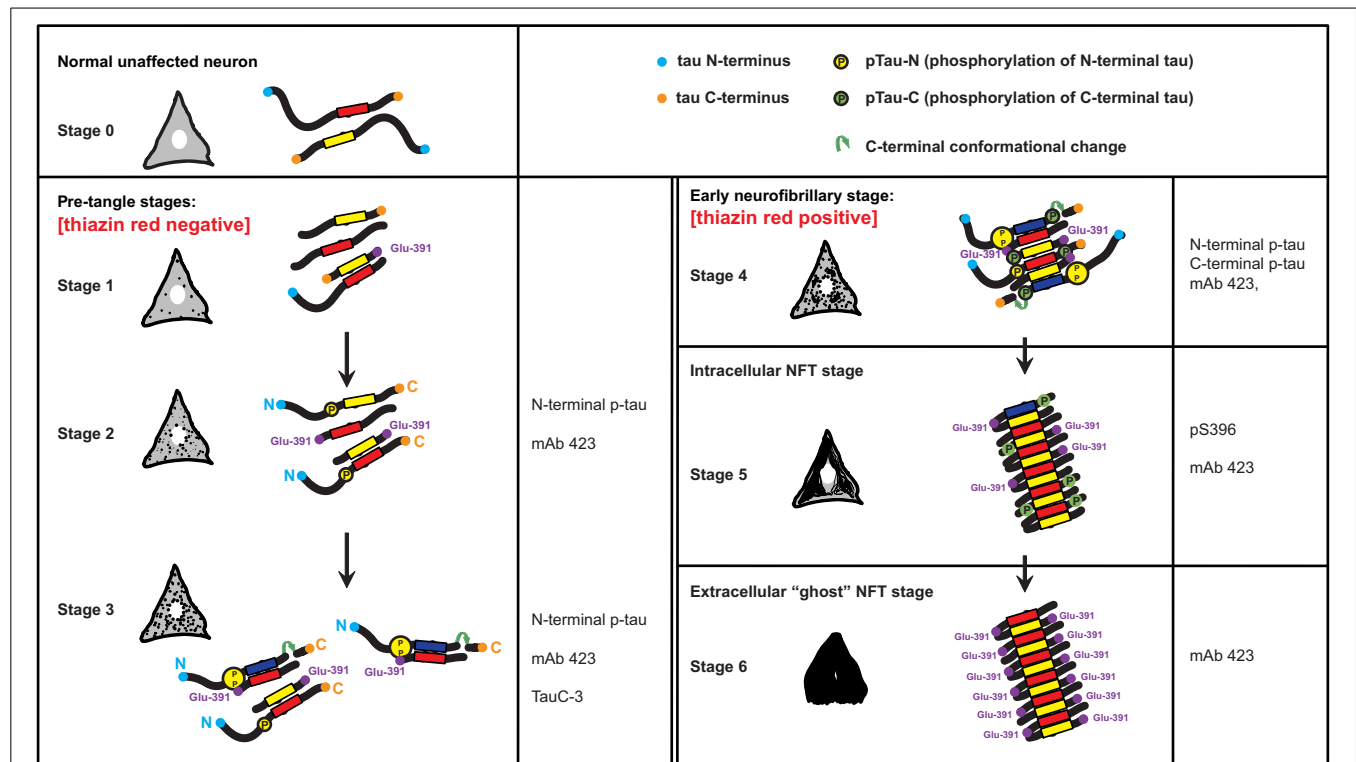 Normal unaffected neuron
Stage 0
tau N-terminus
tau C-terminus
P pTau-N (phosphorylation of N-terminal tau)
P pTau-C (phosphorylation of C-terminal tau)
C-terminal conformational change
Pre-tangle stages:
[thiazin red negative]
Glu-391
Stage 1
C
N
P
Glu-391
Glu-391
C
Stage 2
N
P
N-terminal p-tau
mAb 423
Stage 3
N
P
P
C
Glu-391
C
N
P
P
Glu-391
Glu-391
C
N
P
N-terminal p-tau
mAb 423
TauC-3
Early neurofibrillary stage:
[thiazin red positive]
Stage 4
P
P
P
Glu-391
Glu-391
P
P
P
P
P
P
N-terminal p-tau
C-terminal p-tau
mAb 423,
Intracellular NFT stage
Stage 5
P
Glu-391
Glu-391
P
Glu-391
Glu-391
P
P
P
P
pS396
mAb 423
Extracellular “ghost” NFT stage
Stage 6
Glu-391
Glu-391
Glu-391
Glu-391
Glu-391
Glu-391
Glu-391
Glu-391
Glu-391
Glu-391
Glu-391
Glu-391
mAb 423